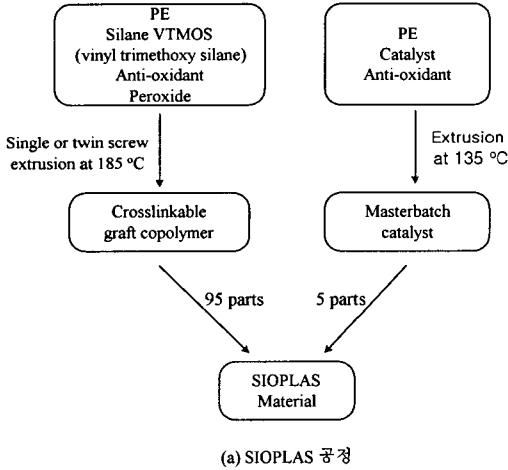 PE
Silane VTMOS
(vinyl trimethoxy silane)
Anti-oxidant
Peroxide
PE
Catalyst
Anti-oxidant
Single or twin screw
extrusion at 185 °C
Extrusion
at 135 °C
Crosslinkable
graft copolymer
Masterbatch
catalyst
95 parts
5 parts
SIOPLAS
Material
(a) SIOPLAS 공정